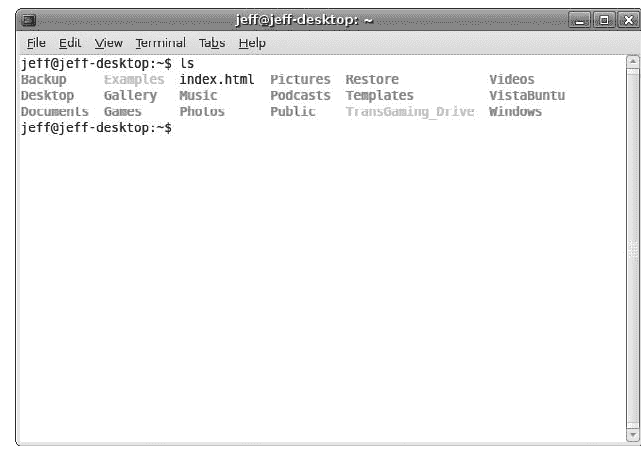 jeff@jeff-desktop: ~
File Edit View Terminal Tabs Help
jeff@jeff-desktop:~$ ls
Backup Examples index.html Pictures Restore Videos
Desktop Gallery Music Podcasts Templates VistaBuntu
Documents Games Photos Public TransGaming_Drive Windows
jeff@jeff-desktop:~$